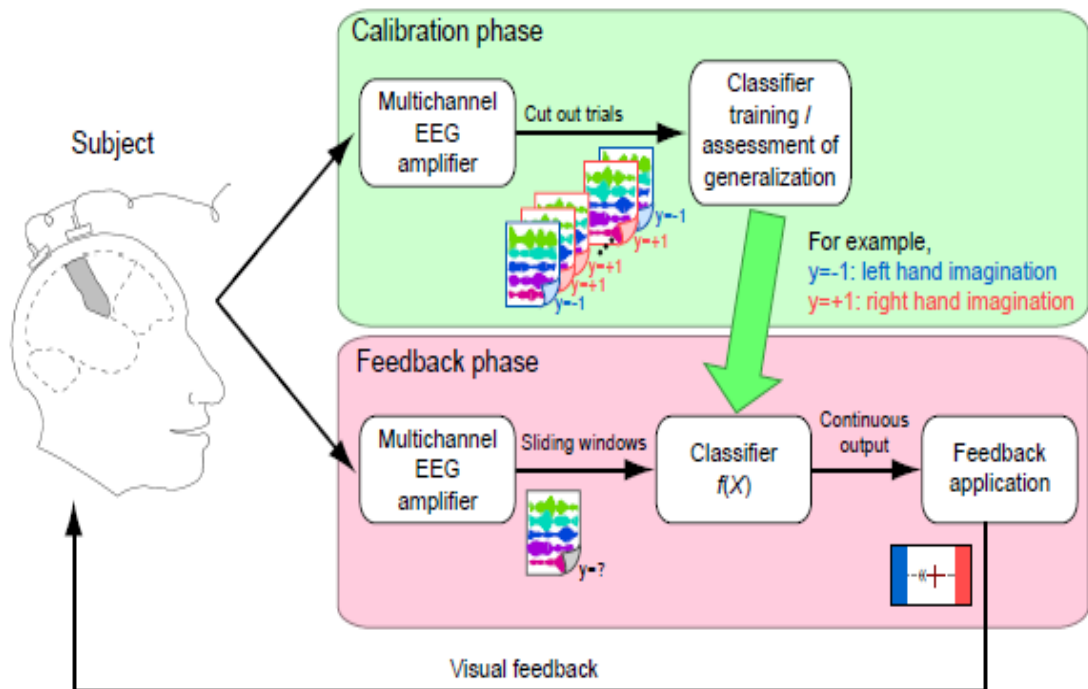 Calibration phase
Multichannel
EEG
amplifier
Cut out trials
Classifier
training /
assessment of
generalization
Subject
y=-1
y=+1
y=+1
y=+1
y=-1
For example,
y=-1: left hand imagination
y=+1: right hand imagination
Feedback phase
Multichannel
EEG
amplifier
Sliding windows
y=?
Classifier
f(X)
Continuous
output
Feedback
application
Visual feedback